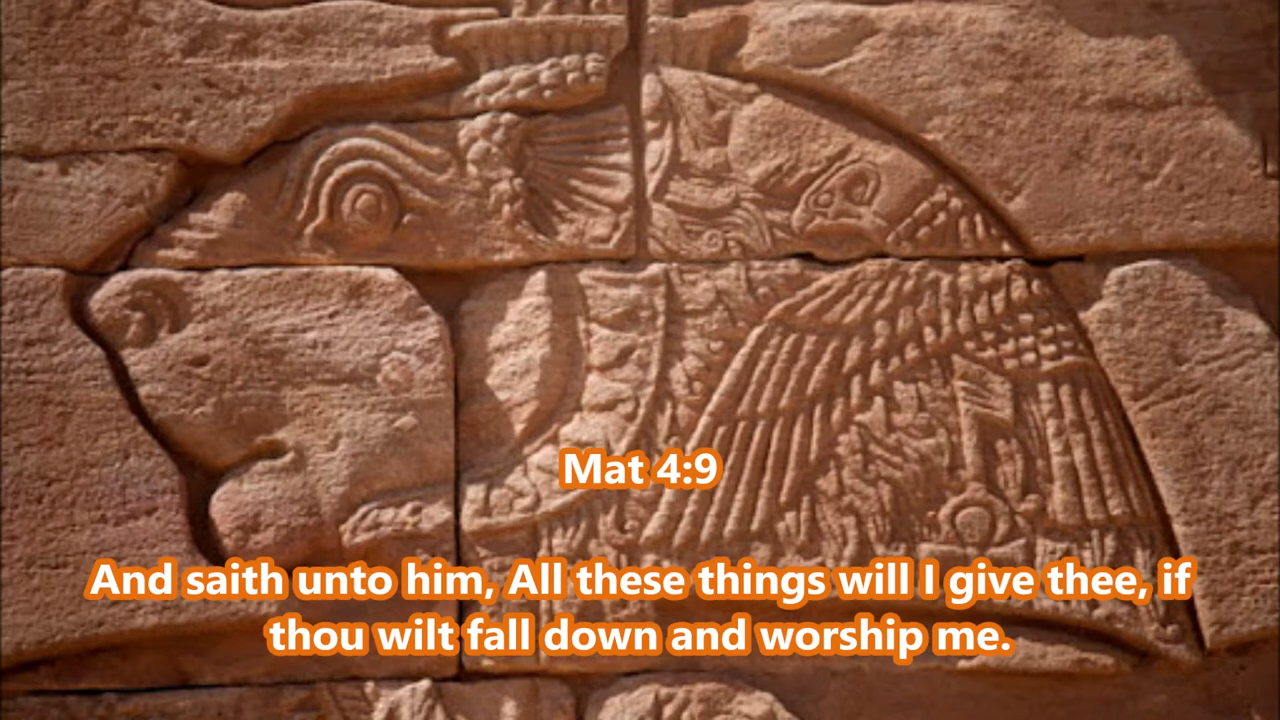 Mat 4:9
And saith unto him, All these things will I give thee, if
thou wilt fall down and worship me.